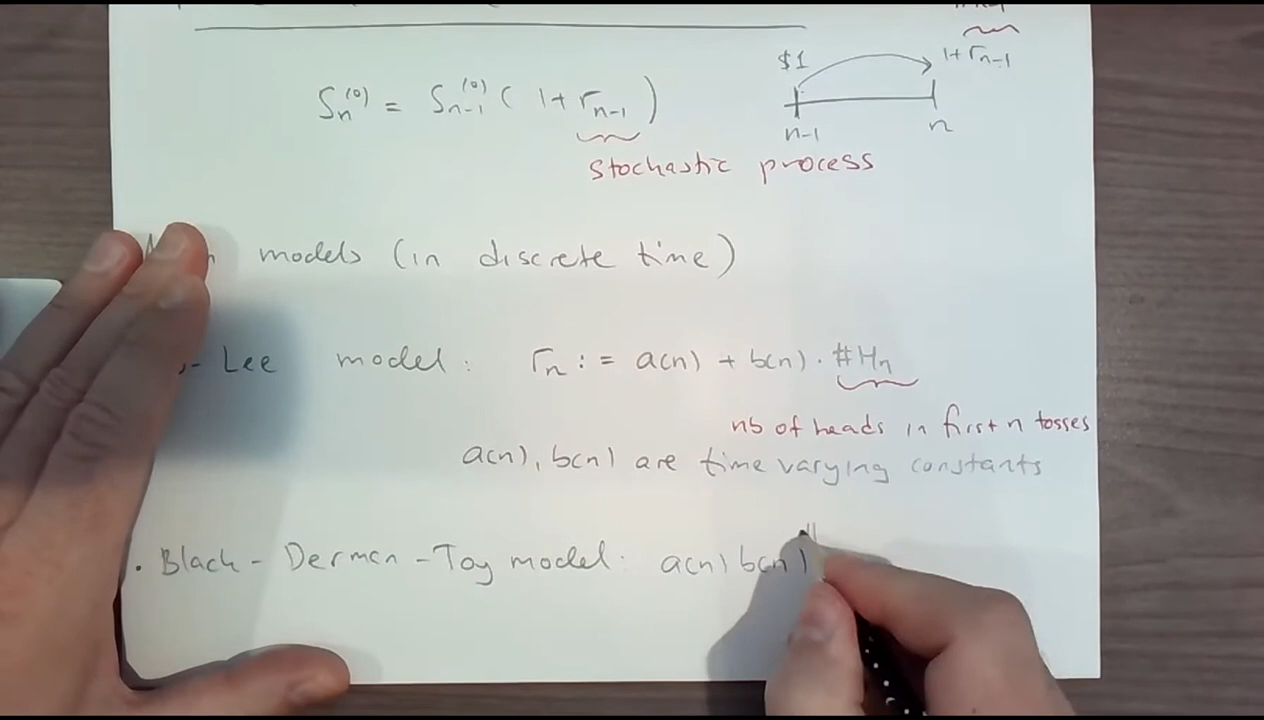 $1 1+r_{n-1}
S_n^{(0)} = S_{n-1}^{(0)} ( 1+ r_{n-1} )
n-1 n
stochastic process
models (in discrete time)
- Lee model: r_n := a(n) + b(n) · #H_n
nb of heads in first n tosses
a(n), b(n) are time varying constants
. Black - Derman - Toy model: a(n) b(n)